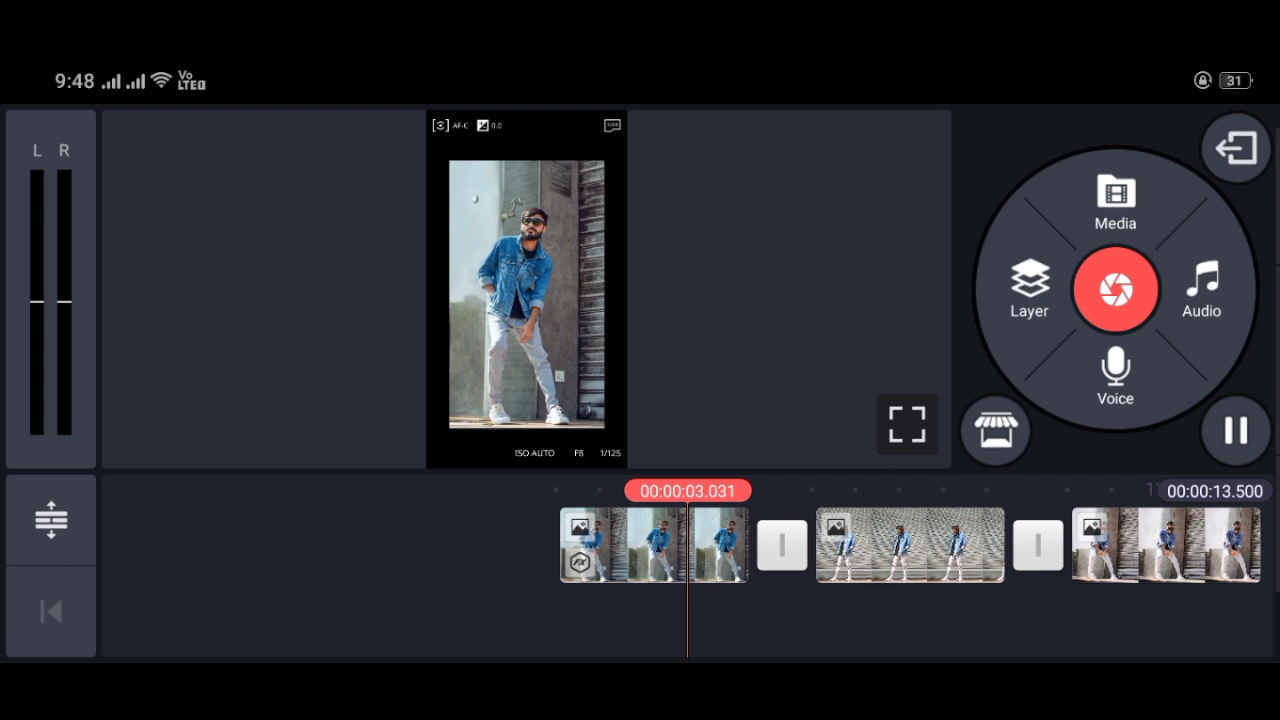 9:48 Vo LTE 31
L R
AF-C 0.0
ISO AUTO F8 1/125
Media
Layer
Audio
Voice
00:00:03.031
00:00:13.500
FX